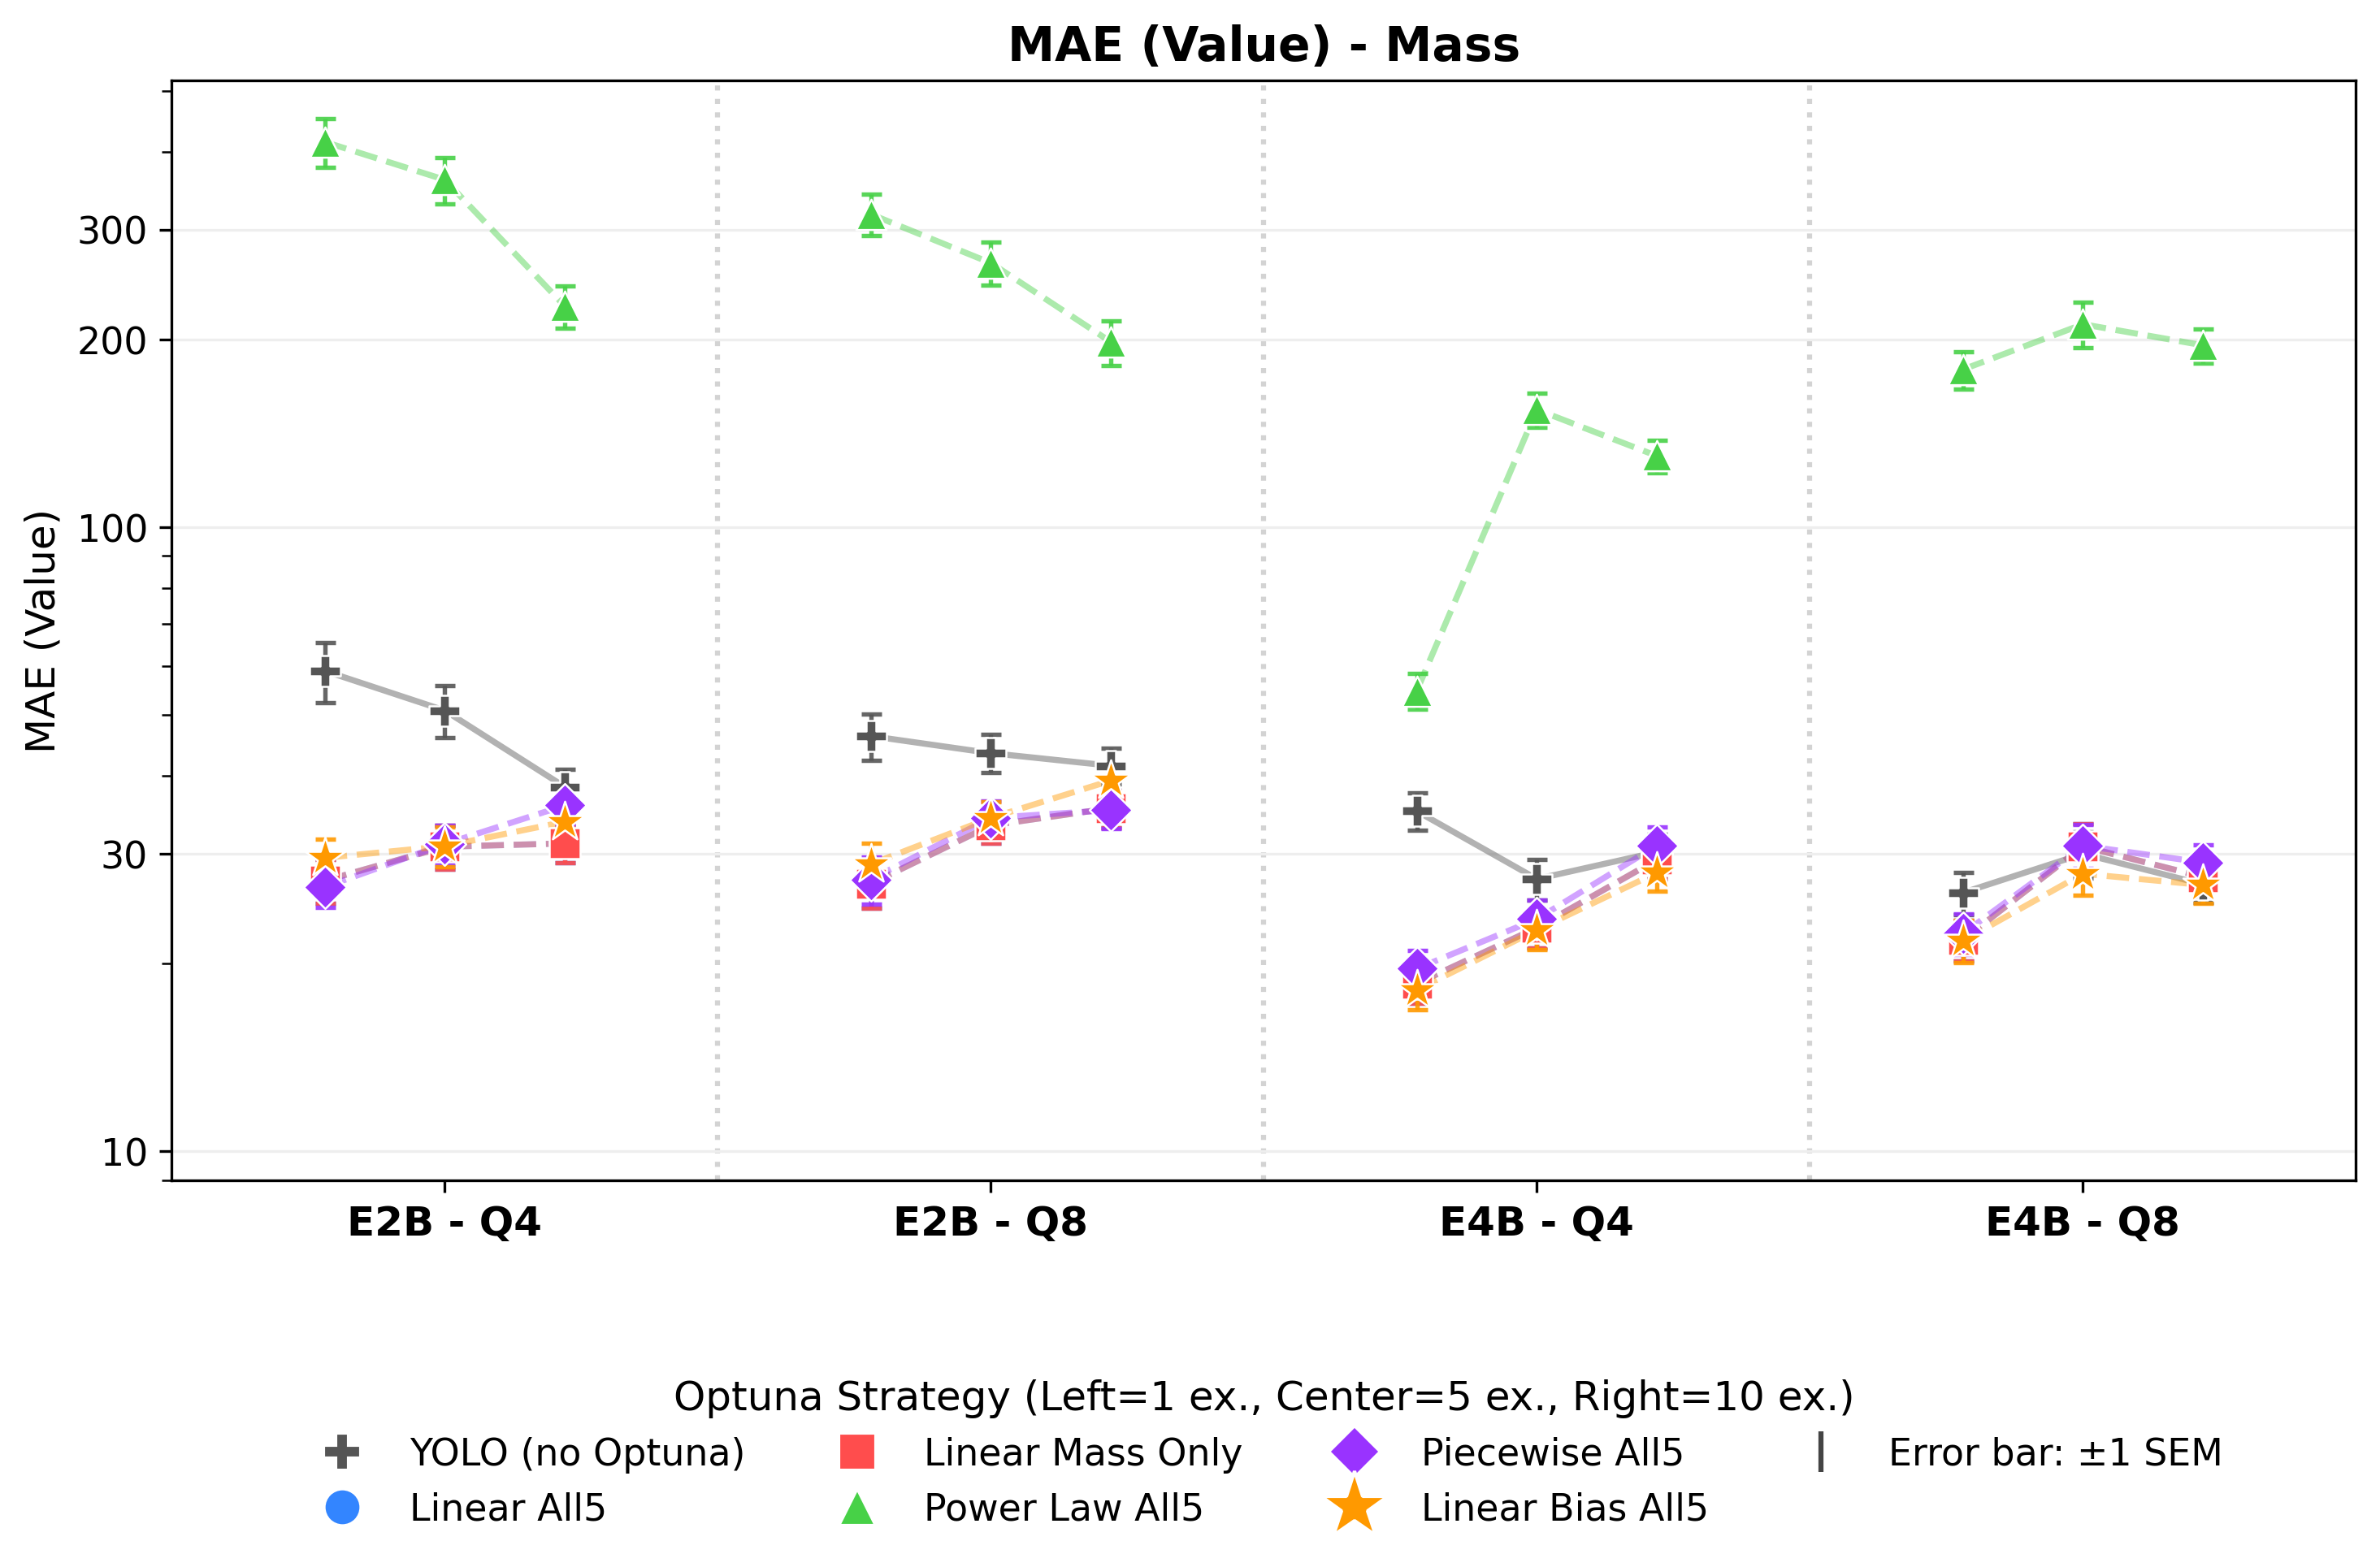 MAE (Value) - Mass
MAE (Value)
300
200
100
30
10
E2B - Q4
E2B - Q8
E4B - Q4
E4B - Q8
Optuna Strategy (Left=1 ex., Center=5 ex., Right=10 ex.)
YOLO (no Optuna)
Linear Mass Only
Piecewise All5
Error bar: ±1 SEM
Linear All5
Power Law All5
Linear Bias All5